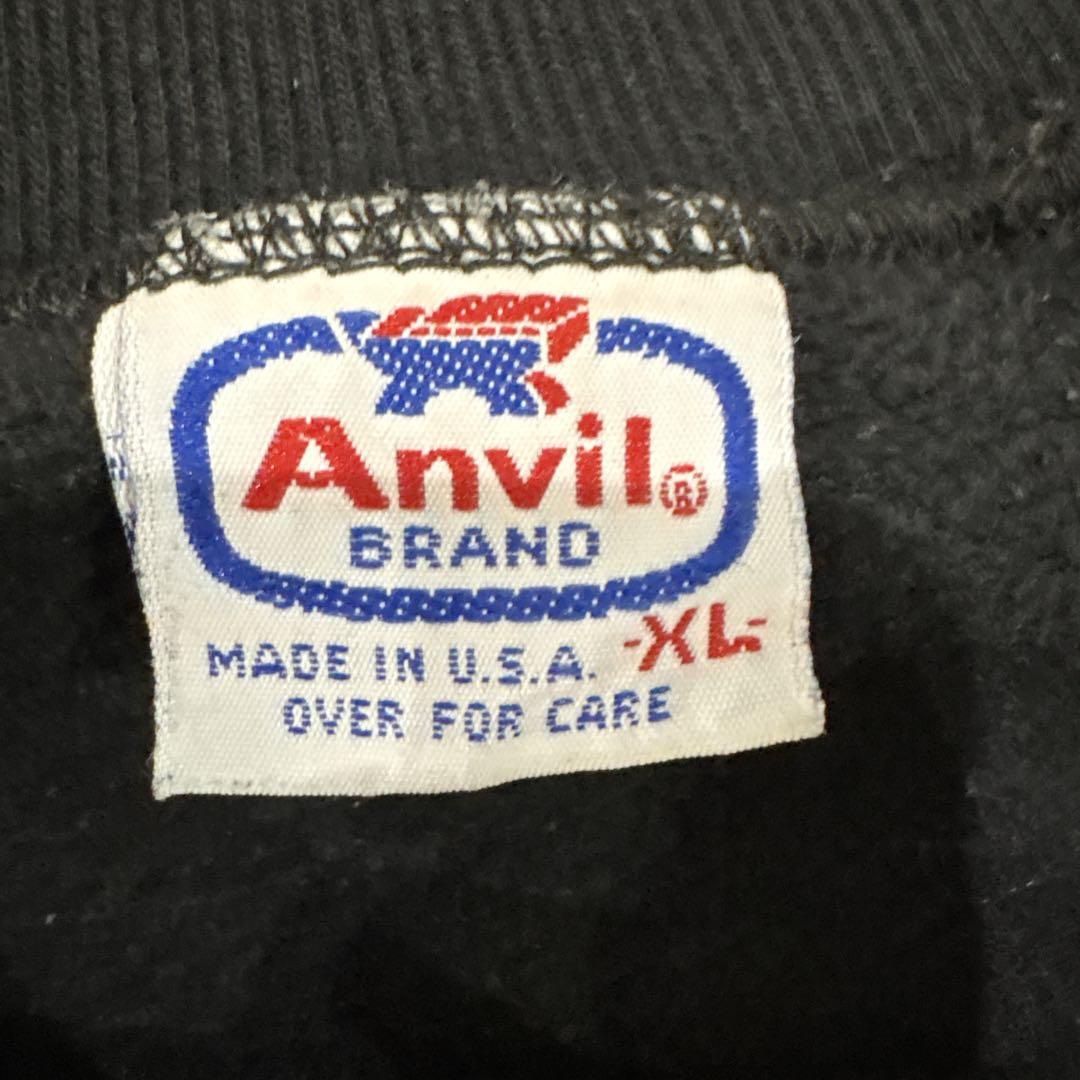 Anvil®
BRAND
MADE IN U.S.A. -XL-
OVER FOR CARE